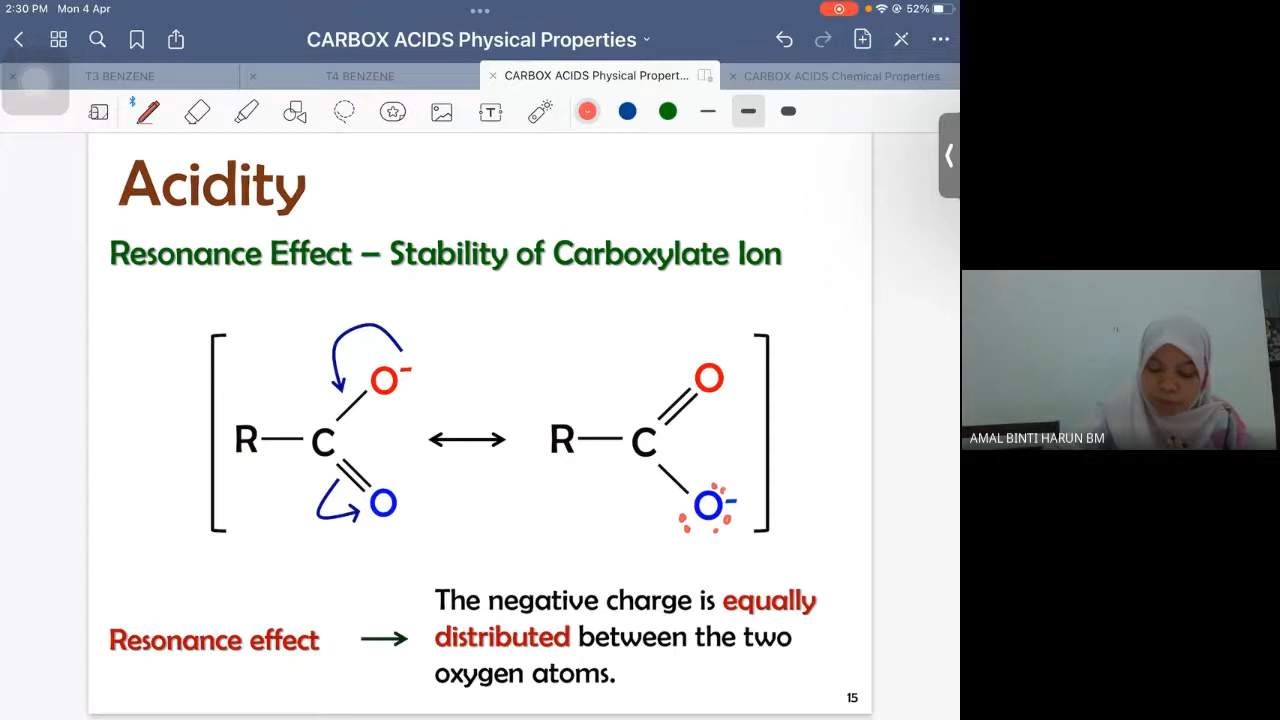 2:30 PM Mon 4 Apr
52%
CARBOX ACIDS Physical Properties
T3 BENZENE
T4 BENZENE
CARBOX ACIDS Physical Propert...
CARBOX ACIDS Chemical Properties
T
Acidity
Resonance Effect – Stability of Carboxylate Ion
O-
O
R
C
R
C
O
O-
AMAL BINTI HARUN BM
The negative charge is equally
Resonance effect
distributed between the two
oxygen atoms.
15